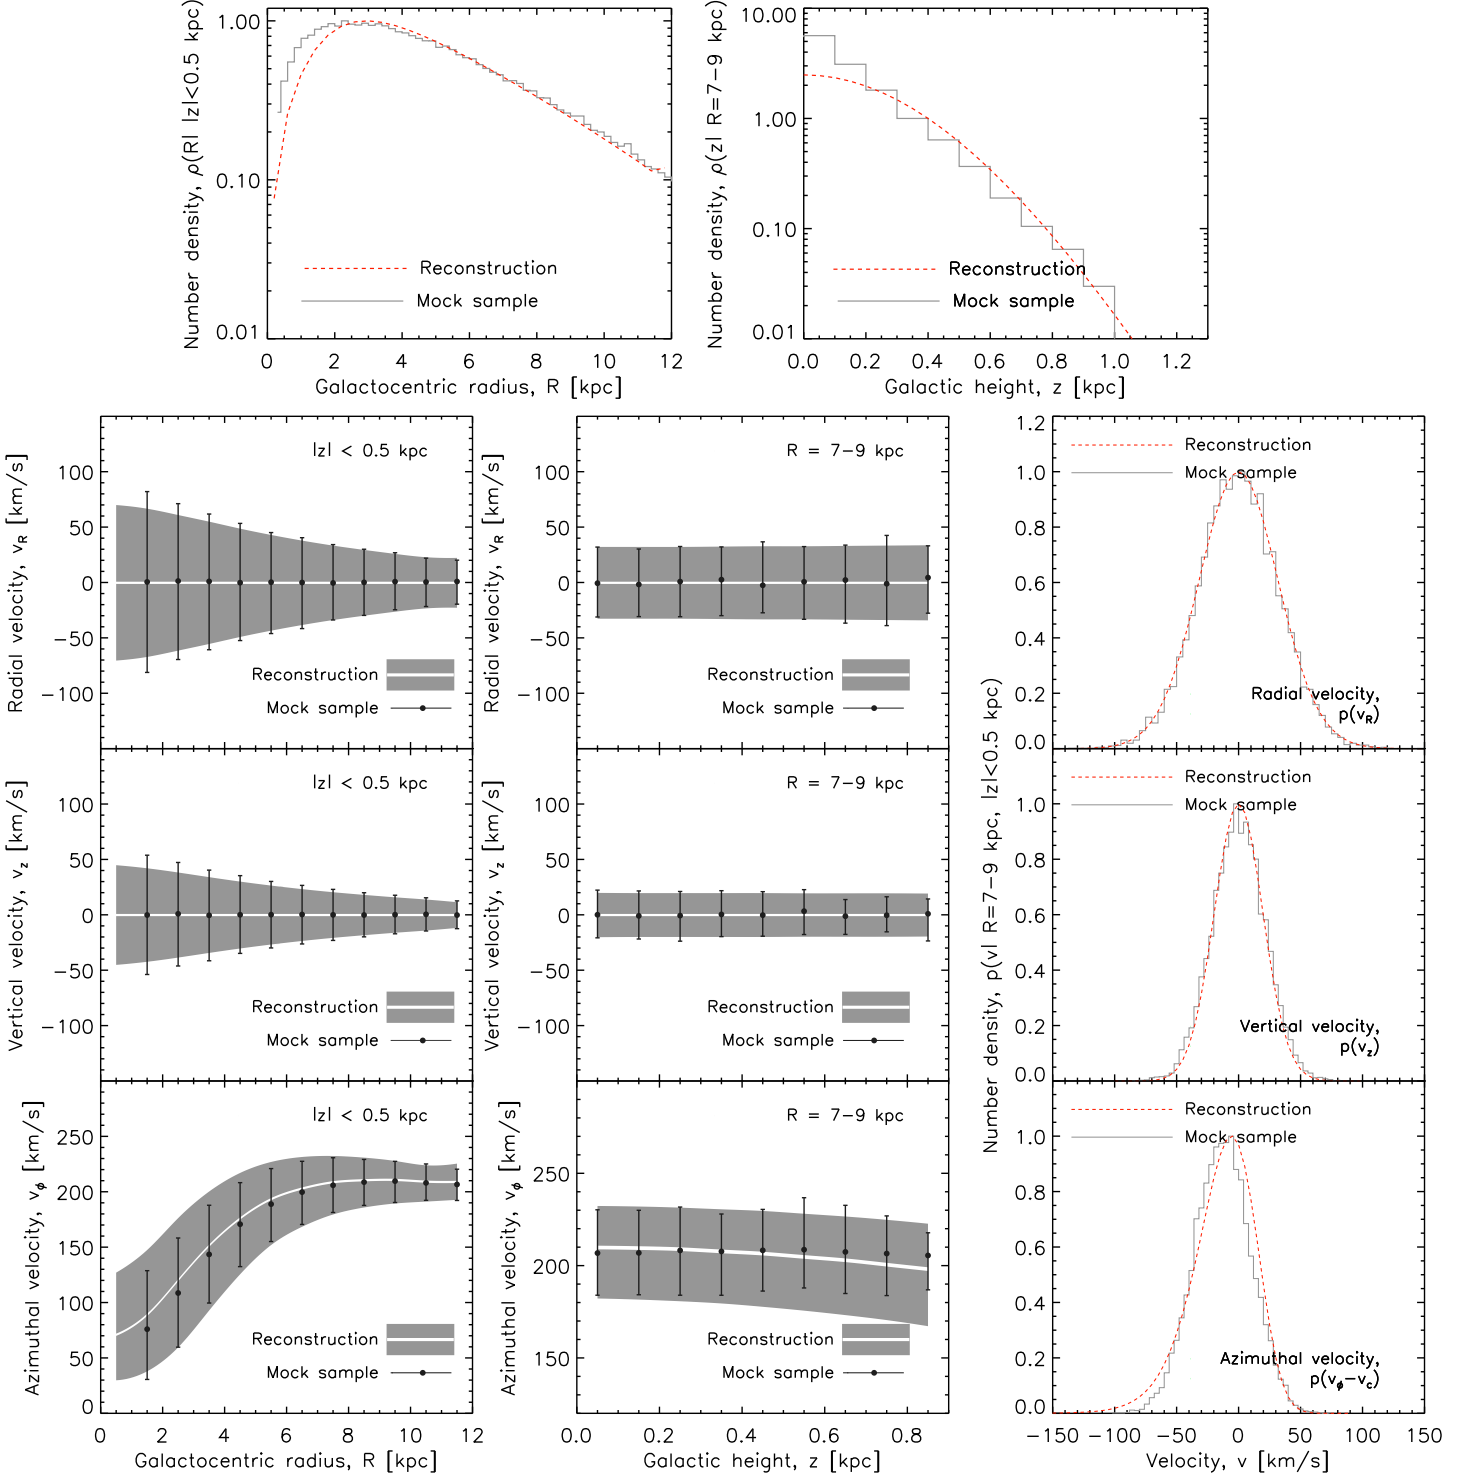 Number density, ρ(R| |z|<0.5 kpc)
1.00
0.10
0.01
Reconstruction
Mock sample
0 2 4 6 8 10 12
Galactocentric radius, R [kpc]
Number density, ρ(z| R=7−9 kpc)
10.00
1.00
0.10
0.01
Reconstruction
Mock sample
0.0 0.2 0.4 0.6 0.8 1.0 1.2
Galactic height, z [kpc]
Radial velocity, v_R [km/s]
100
50
0
−50
−100
|z| < 0.5 kpc
Reconstruction
Mock sample
Radial velocity, v_R [km/s]
100
50
0
−50
−100
R = 7−9 kpc
Reconstruction
Mock sample
Number density, p(v| R=7−9 kpc, |z|<0.5 kpc)
1.2
1.0
0.8
0.6
0.4
0.2
0.0
Reconstruction
Mock sample
Radial velocity,
p(v_R)
Vertical velocity, v_z [km/s]
100
50
0
−50
−100
|z| < 0.5 kpc
Reconstruction
Mock sample
Vertical velocity, v_z [km/s]
100
50
0
−50
−100
R = 7−9 kpc
Reconstruction
Mock sample
1.0
0.8
0.6
0.4
0.2
0.0
Reconstruction
Mock sample
Vertical velocity,
p(v_z)
Azimuthal velocity, v_ϕ [km/s]
250
200
150
100
50
0
|z| < 0.5 kpc
Reconstruction
Mock sample
0 2 4 6 8 10 12
Galactocentric radius, R [kpc]
Azimuthal velocity, v_ϕ [km/s]
250
200
150
R = 7−9 kpc
Reconstruction
Mock sample
0.0 0.2 0.4 0.6 0.8
Galactic height, z [kpc]
1.0
0.8
0.6
0.4
0.2
0.0
Reconstruction
Mock sample
Azimuthal velocity,
p(v_ϕ−v_c)
−150 −100 −50 0 50 100 150
Velocity, v [km/s]